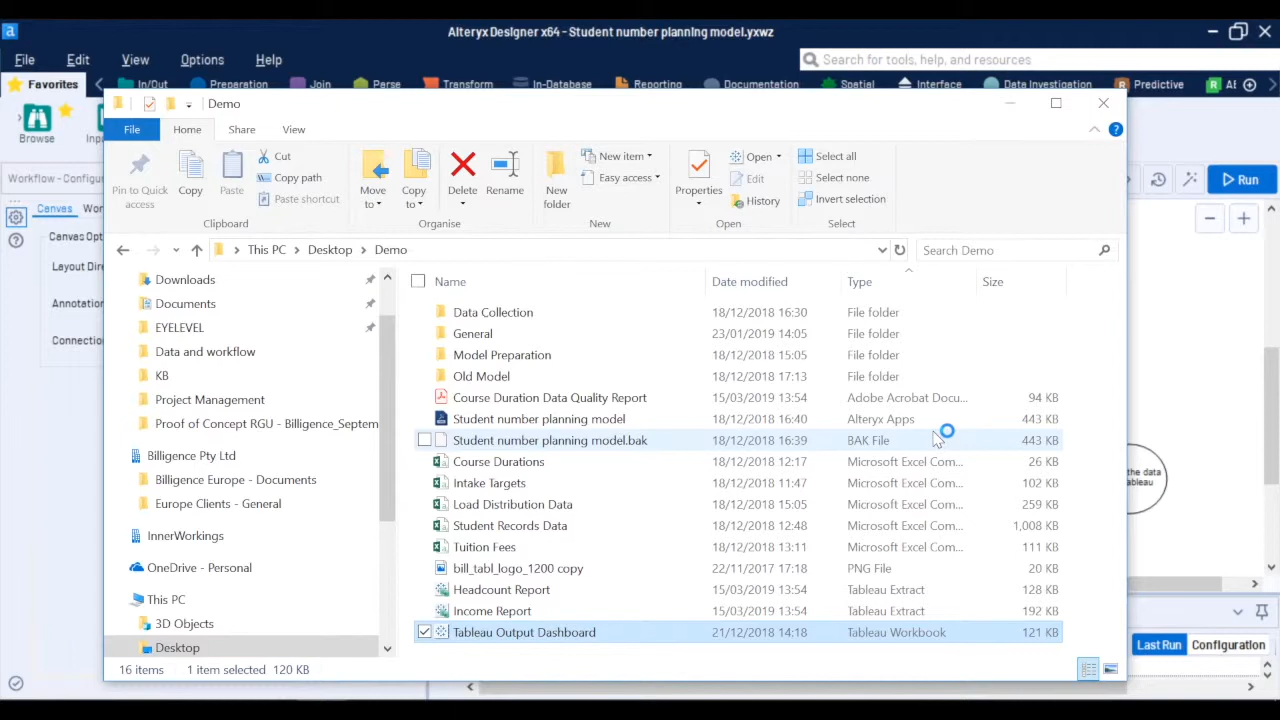 Alteryx Designer x64 - Student number planning model.yxwz
File Edit View Options Help
Search for tools, help, and resources
Favorites In/Out Preparation Join Parse Transform In-Database Reporting Documentation Spatial Interface Data Investigation Predictive
Browse
Workflow - Configu
Run
Canvas
Canvas Opt
Layout Dire
Annotation
Connection
the data
ableau
Last Run Configuration
Demo
File Home Share View
Pin to Quick access
Copy
Paste
Cut
Copy path
Paste shortcut
Clipboard
Move to
Copy to
Delete
Rename
Organise
New folder
New item
Easy access
New
Properties
Open
Edit
History
Open
Select all
Select none
Invert selection
Select
This PC > Desktop > Demo
Search Demo
Downloads
Documents
EYELEVEL
Data and workflow
KB
Project Management
Proof of Concept RGU - Billigence_Septem
Billigence Pty Ltd
Billigence Europe - Documents
Europe Clients - General
InnerWorkings
OneDrive - Personal
This PC
3D Objects
Desktop
Name Date modified Type Size
Data Collection 18/12/2018 16:30 File folder
General 23/01/2019 14:05 File folder
Model Preparation 18/12/2018 15:05 File folder
Old Model 18/12/2018 17:13 File folder
Course Duration Data Quality Report 15/03/2019 13:54 Adobe Acrobat Docu... 94 KB
Student number planning model 18/12/2018 16:40 Alteryx Apps 443 KB
Student number planning model.bak 18/12/2018 16:39 BAK File 443 KB
Course Durations 18/12/2018 12:17 Microsoft Excel Com... 26 KB
Intake Targets 18/12/2018 11:47 Microsoft Excel Com... 102 KB
Load Distribution Data 18/12/2018 15:05 Microsoft Excel Com... 259 KB
Student Records Data 18/12/2018 12:48 Microsoft Excel Com... 1,008 KB
Tuition Fees 18/12/2018 13:11 Microsoft Excel Com... 111 KB
bill_tabl_logo_1200 copy 22/11/2017 17:18 PNG File 20 KB
Headcount Report 15/03/2019 13:54 Tableau Extract 128 KB
Income Report 15/03/2019 13:54 Tableau Extract 192 KB
Tableau Output Dashboard 21/12/2018 14:18 Tableau Workbook 121 KB
16 items 1 item selected 120 KB